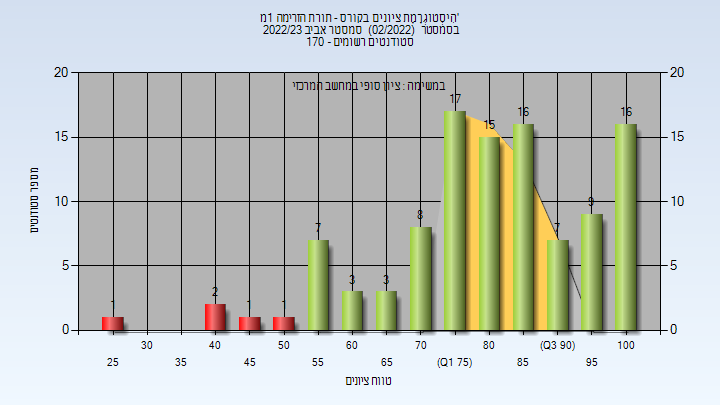 היסטוגרמת ציונים בקורס - תורת הזרימה 1מ'
בסמסטר (02/2022) סמסטר אביב 2022/23
סטודנטים רשומים - 170
במשימה : ציון סופי במחשב המרכזי
מספר סטודנטים
20 20
15 15
10 10
5 5
0 0
1 2 1 1 7 3 3 8 17 15 16 7 9 16
30 40 50 60 70 80 (Q3 90) 100
25 35 45 55 65 (Q1 75) 85 95
טווח ציונים